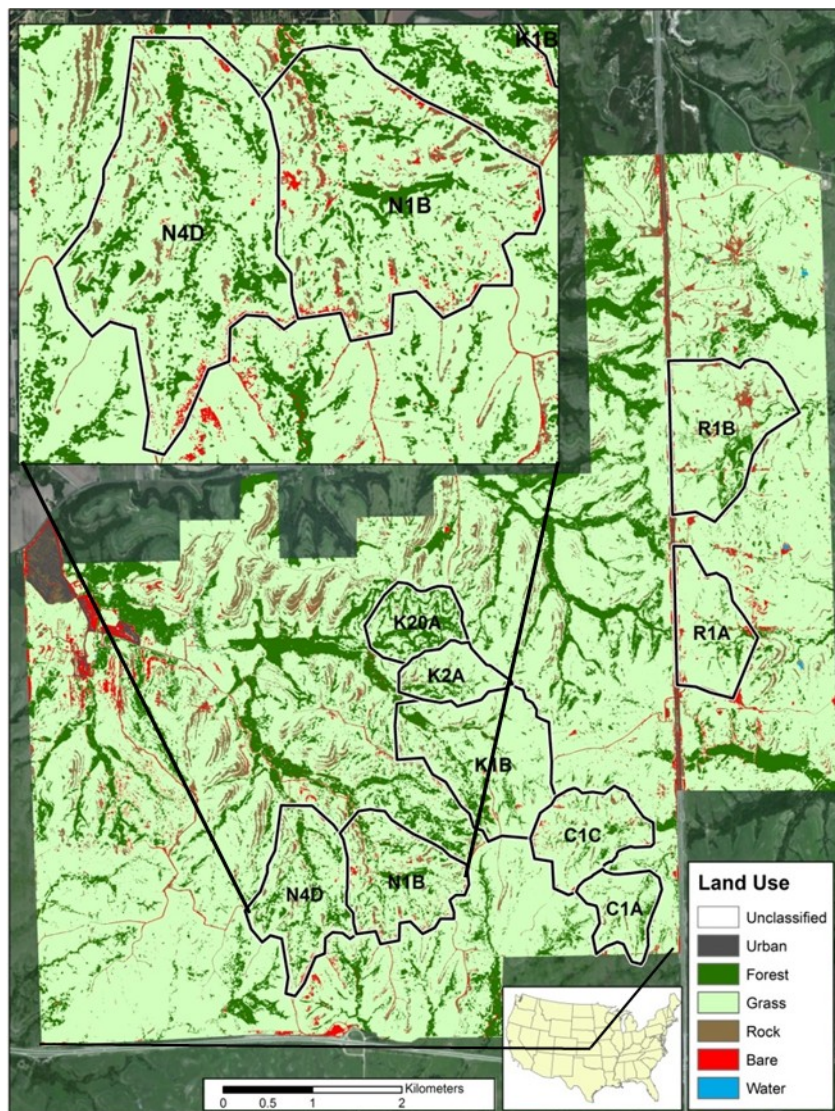 K1B
N4D
N1B
R1B
R1A
K20A
K2A
K1B
C1C
C1A
N4D
N1B
Land Use
Unclassified
Urban
Forest
Grass
Rock
Bare
Water
Kilometers
0 0.5 1 2